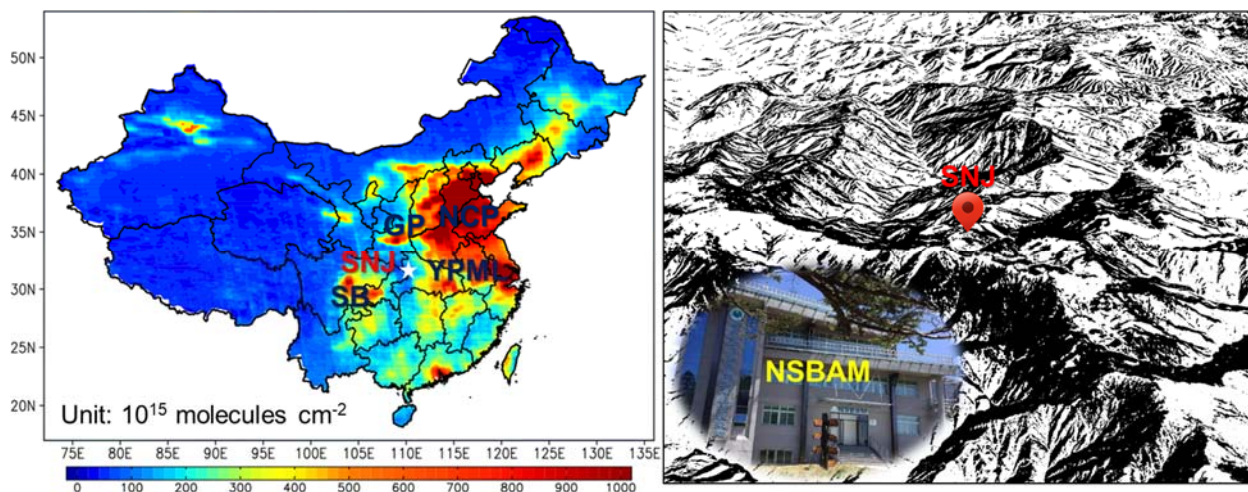 50N
45N
40N
35N
30N
25N
20N
GP
NCP
SNJ
YRML
SB
Unit: 10¹⁵ molecules cm⁻²
75E 80E 85E 90E 95E 100E 105E 110E 115E 120E 125E 130E 135E
0 100 200 300 400 500 600 700 800 900 1000
SNJ
NSBAM